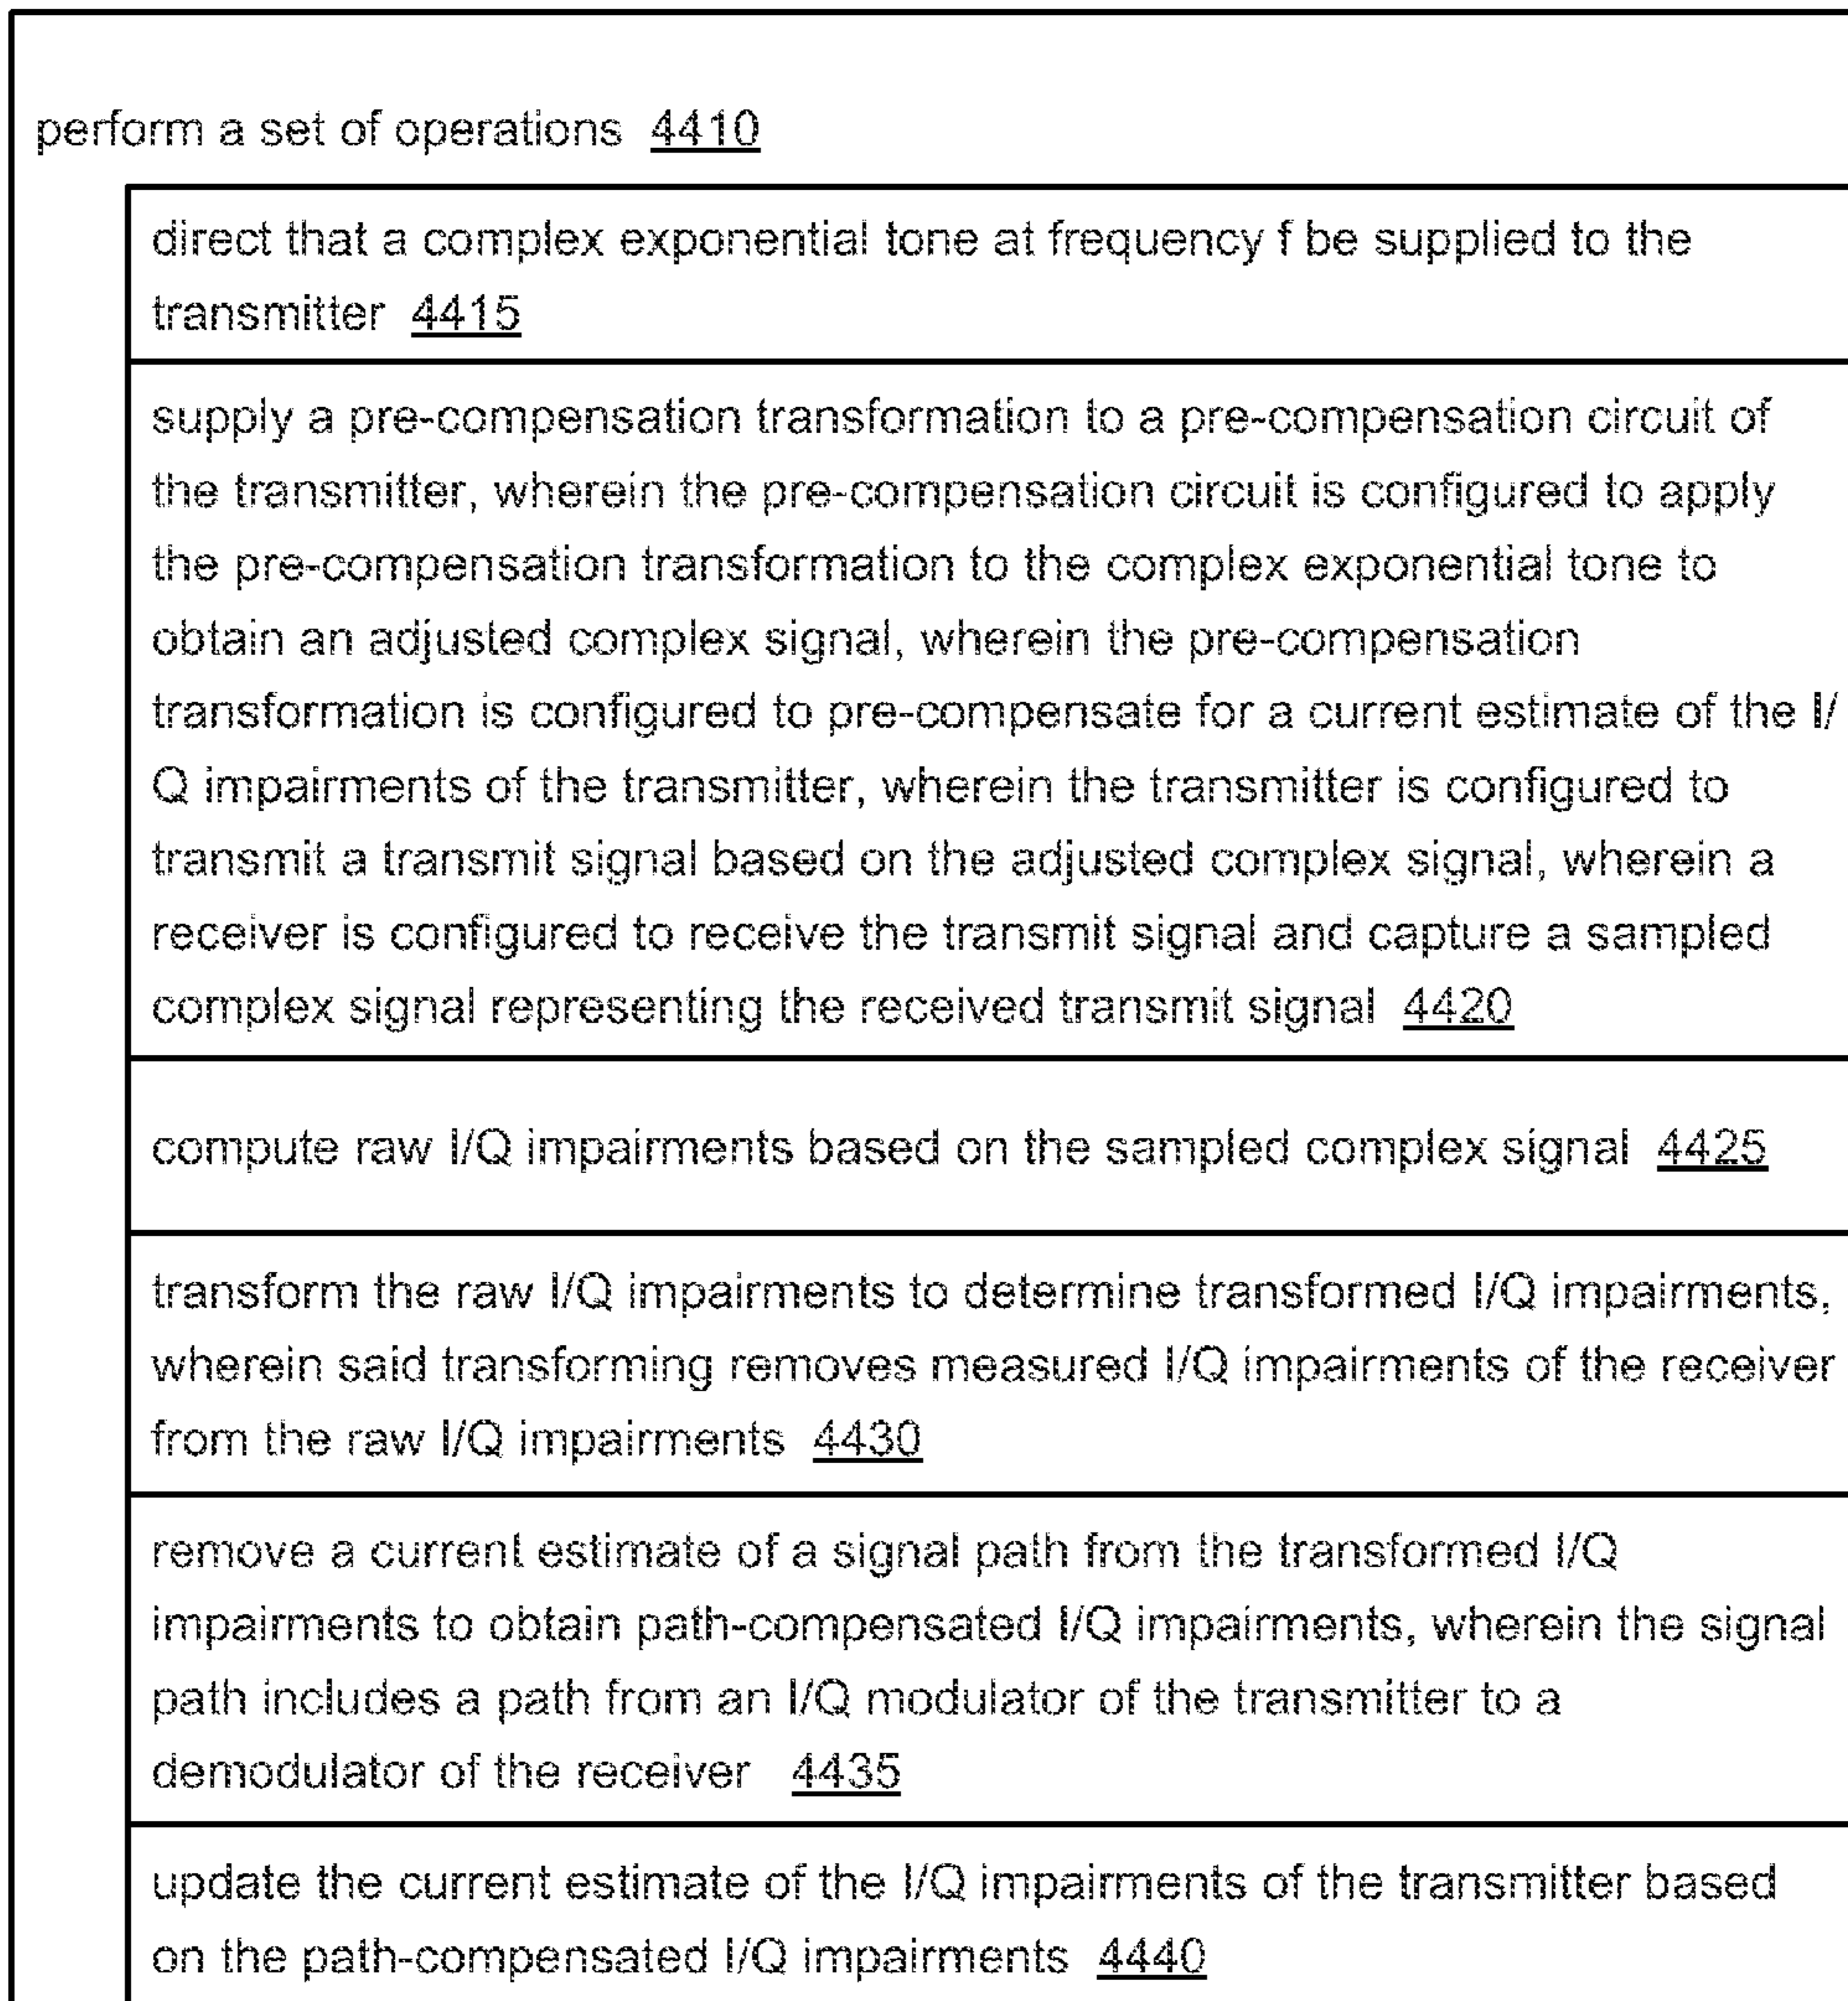 perform a set of operations 4410
direct that a complex exponential tone at frequency f be supplied to the
transmitter 4415
supply a pre-compensation transformation to a pre-compensation circuit of
the transmitter, wherein the pre-compensation circuit is configured to apply
the pre-compensation transformation to the complex exponential tone to
obtain an adjusted complex signal, wherein the pre-compensation
transformation is configured to pre-compensate for a current estimate of the I/
Q impairments of the transmitter, wherein the transmitter is configured to
transmit a transmit signal based on the adjusted complex signal, wherein a
receiver is configured to receive the transmit signal and capture a sampled
complex signal representing the received transmit signal 4420
compute raw I/Q impairments based on the sampled complex signal 4425
transform the raw I/Q impairments to determine transformed I/Q impairments,
wherein said transforming removes measured I/Q impairments of the receiver
from the raw I/Q impairments 4430
remove a current estimate of a signal path from the transformed I/Q
impairments to obtain path-compensated I/Q impairments, wherein the signal
path includes a path from an I/Q modulator of the transmitter to a
demodulator of the receiver 4435
update the current estimate of the I/Q impairments of the transmitter based
on the path-compensated I/Q impairments 4440